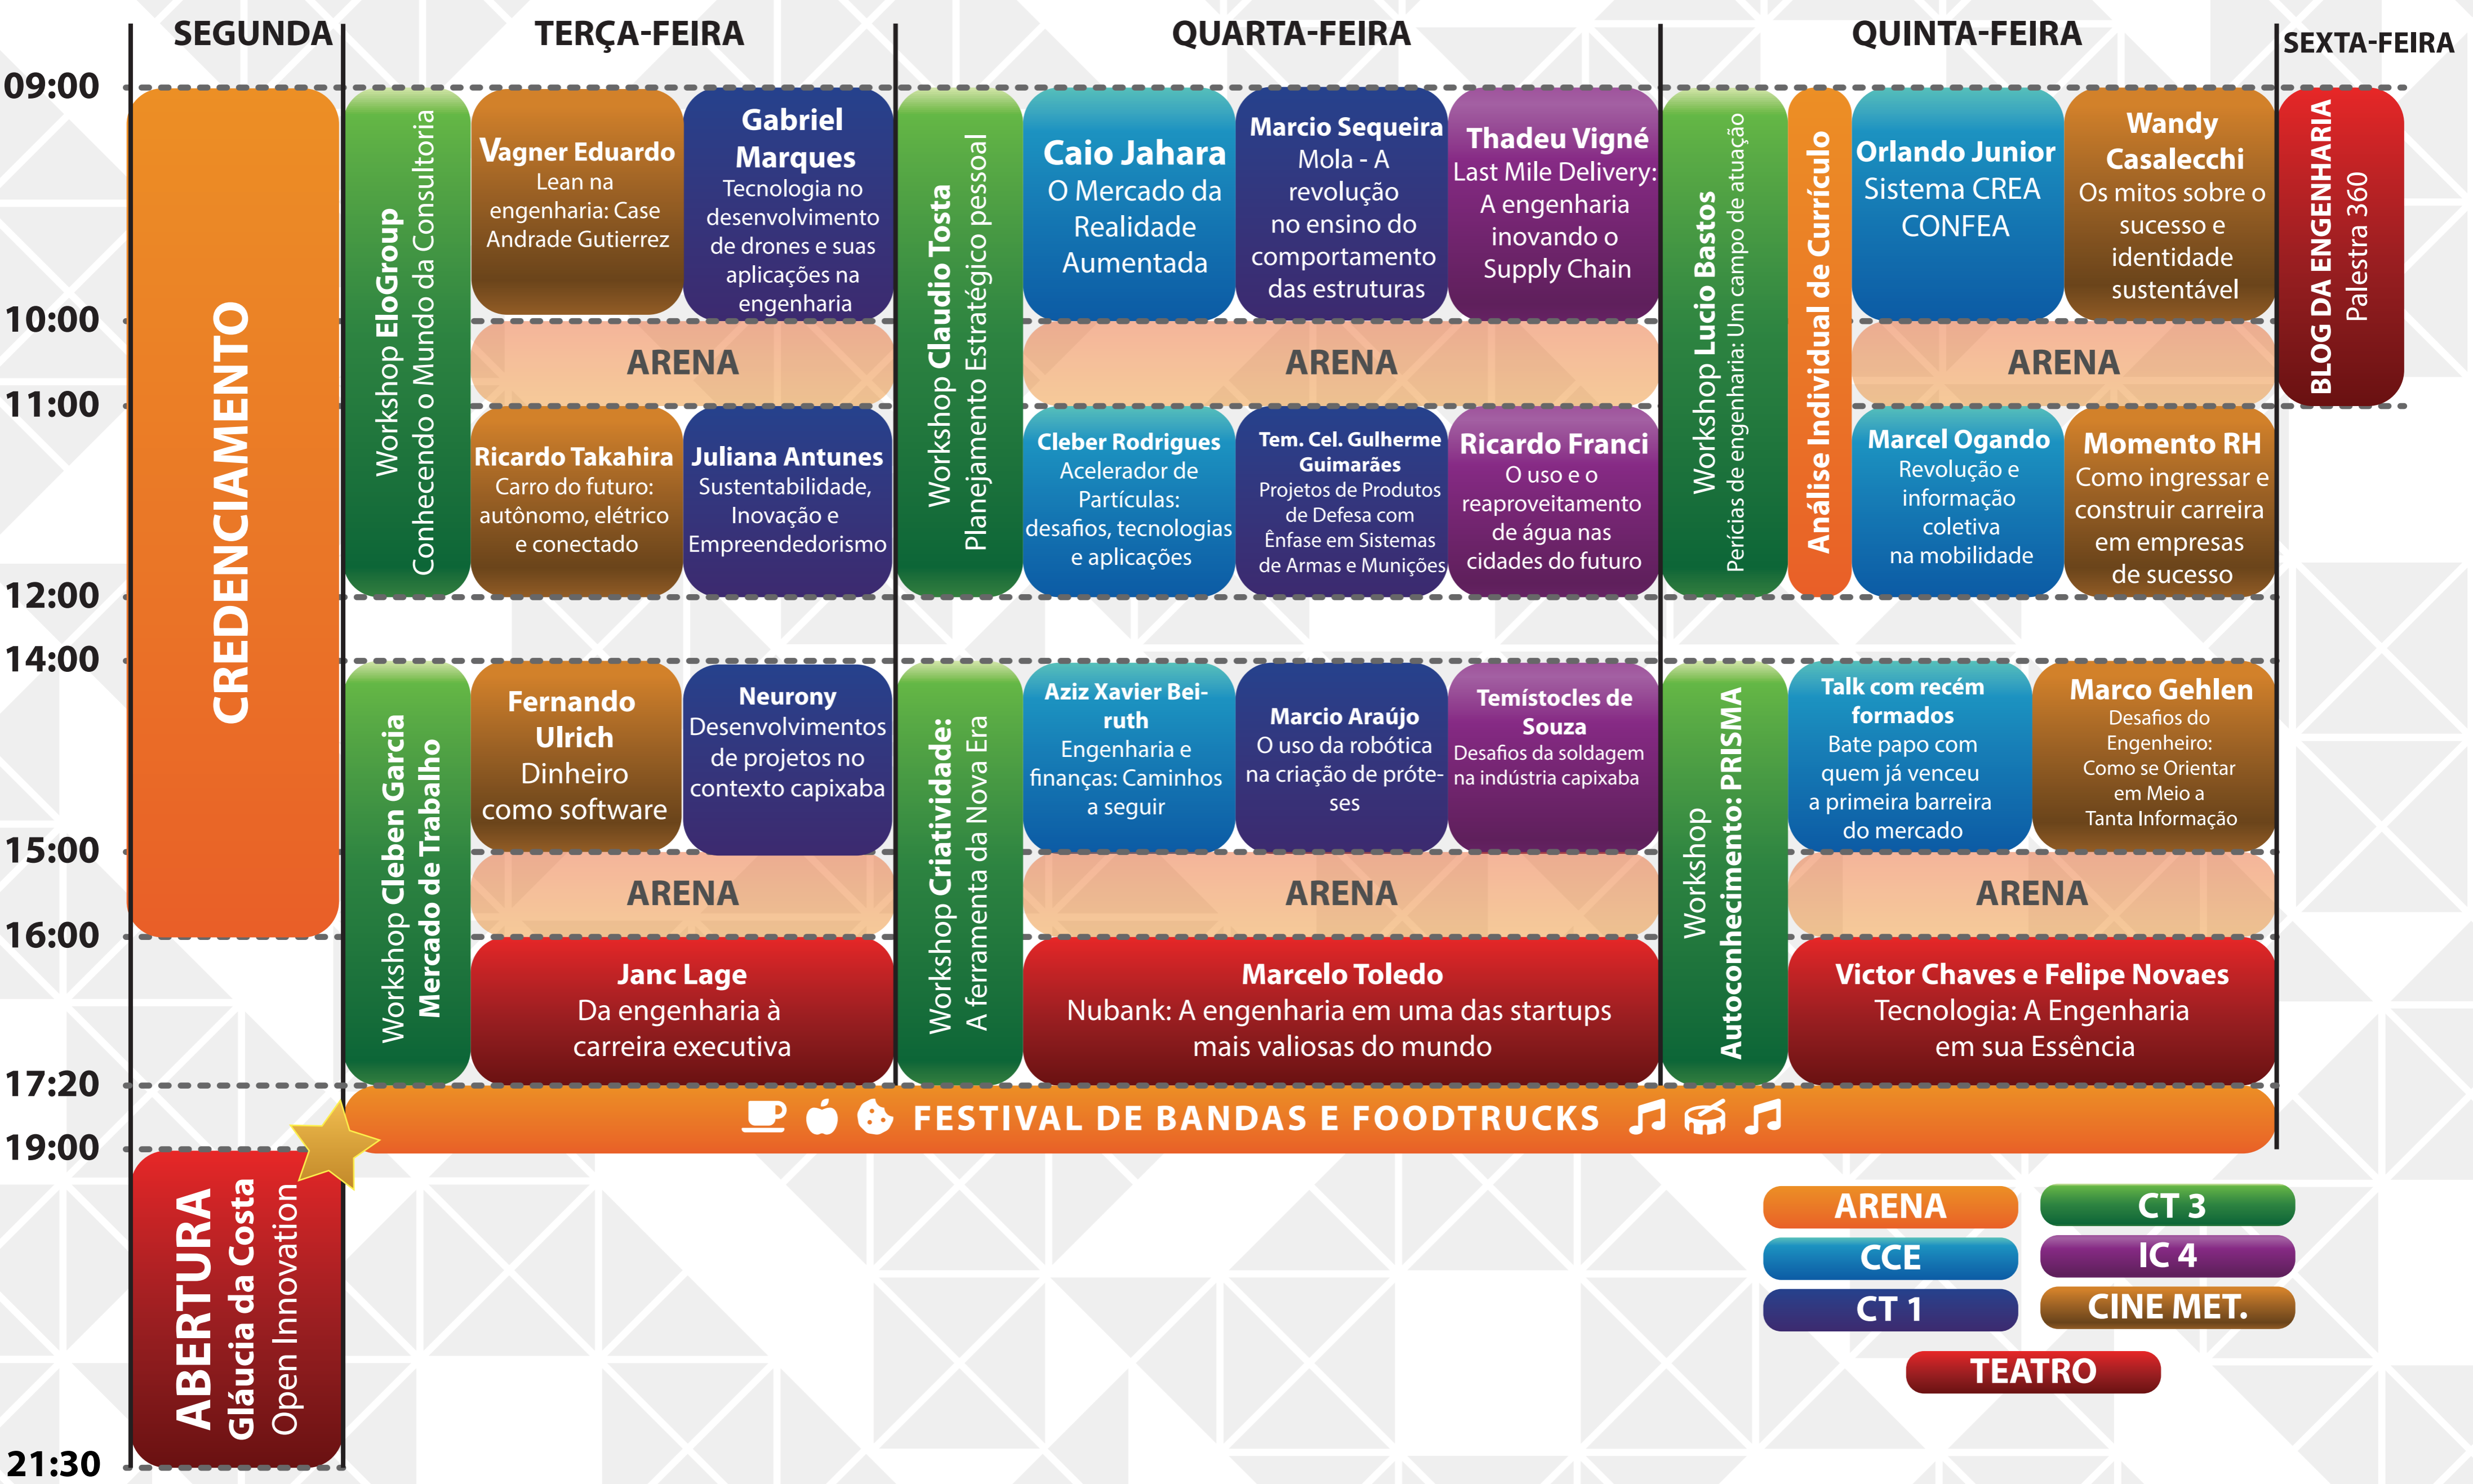 SEGUNDA
TERÇA-FEIRA
QUARTA-FEIRA
QUINTA-FEIRA
SEXTA-FEIRA
09:00
10:00
11:00
12:00
14:00
15:00
16:00
17:20
19:00
21:30
CREDENCIAMENTO
ABERTURA
Gláucia da Costa
Open Innovation
Workshop EloGroup
Conhecendo o Mundo da Consultoria
Vagner Eduardo
Lean na
engenharia: Case
Andrade Gutierrez
Gabriel
Marques
Tecnologia no
desenvolvimento
de drones e suas
aplicações na
engenharia
ARENA
Ricardo Takahira
Carro do futuro:
autônomo, elétrico
e conectado
Juliana Antunes
Sustentabilidade,
Inovação e
Empreendedorismo
Workshop Cleben Garcia
Mercado de Trabalho
Fernando
Ulrich
Dinheiro
como software
Neurony
Desenvolvimentos
de projetos no
contexto capixaba
ARENA
Janc Lage
Da engenharia à
carreira executiva
Workshop Claudio Tosta
Planejamento Estratégico pessoal
Caio Jahara
O Mercado da
Realidade
Aumentada
Marcio Sequeira
Mola - A
revolução
no ensino do
comportamento
das estruturas
Thadeu Vigné
Last Mile Delivery:
A engenharia
inovando o
Supply Chain
ARENA
Cleber Rodrigues
Acelerador de
Partículas:
desafios, tecnologias
e aplicações
Tem. Cel. Gulherme
Guimarães
Projetos de Produtos
de Defesa com
Ênfase em Sistemas
de Armas e Munições
Ricardo Franci
O uso e o
reaproveitamento
de água nas
cidades do futuro
Workshop Criatividade:
A ferramenta da Nova Era
Aziz Xavier Bei-
ruth
Engenharia e
finanças: Caminhos
a seguir
Marcio Araújo
O uso da robótica
na criação de próte-
ses
Temístocles de
Souza
Desafios da soldagem
na indústria capixaba
ARENA
Marcelo Toledo
Nubank: A engenharia em uma das startups
mais valiosas do mundo
Workshop Lucio Bastos
Perícias de engenharia: Um campo de atuação
Análise Individual de Currículo
Orlando Junior
Sistema CREA
CONFEA
Wandy
Casalecchi
Os mitos sobre o
sucesso e
identidade
sustentável
ARENA
Marcel Ogando
Revolução e
informação
coletiva
na mobilidade
Momento RH
Como ingressar e
construir carreira
em empresas
de sucesso
Workshop
Autoconhecimento: PRISMA
Talk com recém
formados
Bate papo com
quem já venceu
a primeira barreira
do mercado
Marco Gehlen
Desafios do
Engenheiro:
Como se Orientar
em Meio a
Tanta Informação
ARENA
Victor Chaves e Felipe Novaes
Tecnologia: A Engenharia
em sua Essência
BLOG DA ENGENHARIA
Palestra 360
FESTIVAL DE BANDAS E FOODTRUCKS
ARENA
CT 3
CCE
IC 4
CT 1
CINE MET.
TEATRO